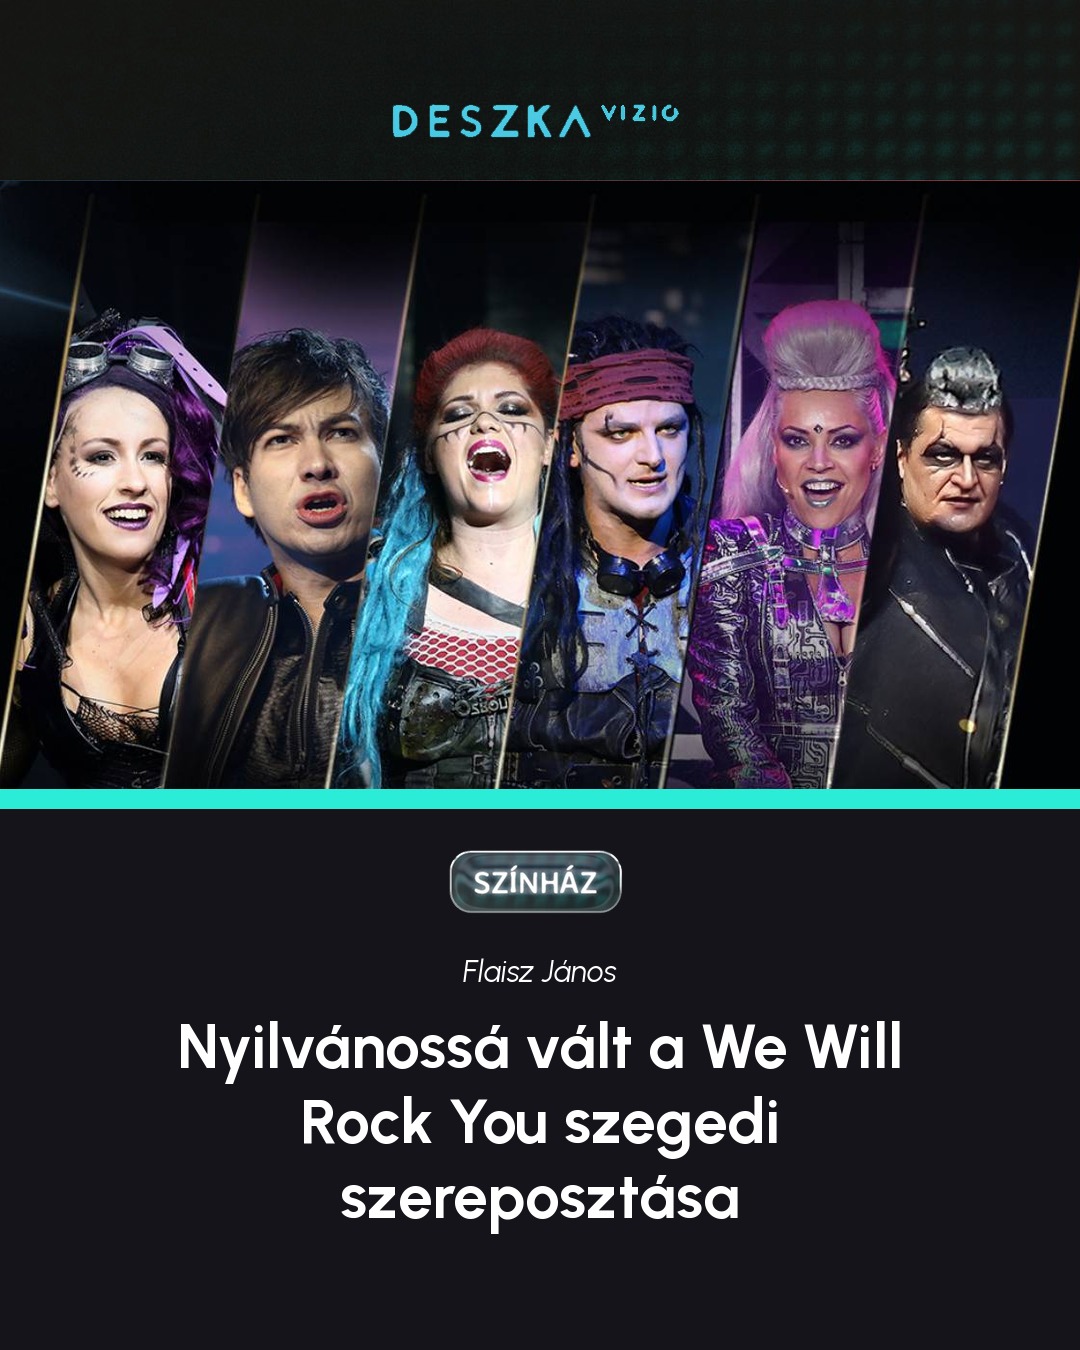 DESZKA VIZIO
SZÍNHÁZ
Flaisz János
Nyilvánossá vált a We Will
Rock You szegedi
szereposztása